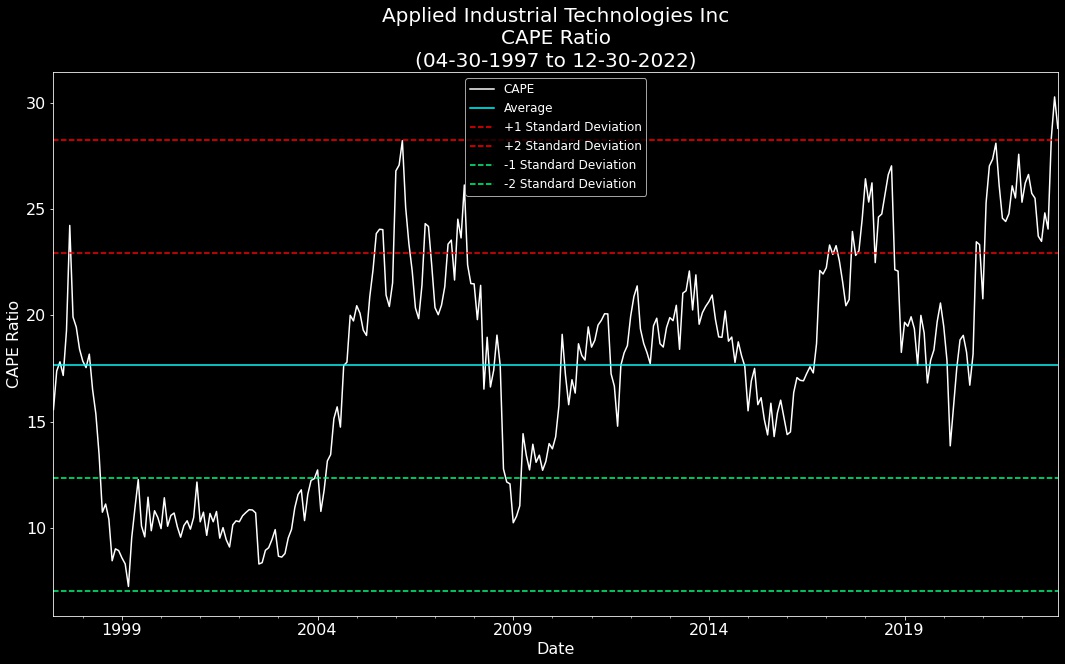 Applied Industrial Technologies Inc
CAPE Ratio
(04-30-1997 to 12-30-2022)
CAPE
Average
+1 Standard Deviation
+2 Standard Deviation
-1 Standard Deviation
-2 Standard Deviation
CAPE Ratio
30
25
20
15
10
1999 2004 2009 2014 2019
Date